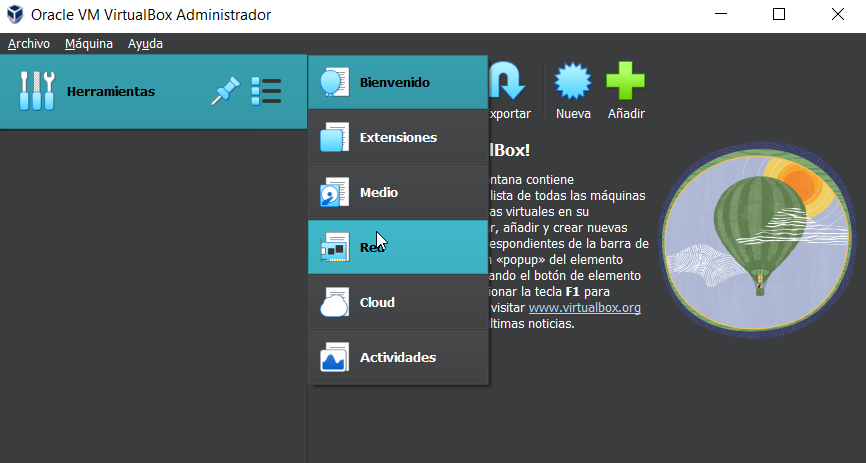 Oracle VM VirtualBox Administrador
Archivo Máquina Ayuda
Herramientas
Bienvenido
Extensiones
Medio
Red
Cloud
Actividades
xportar Nueva Añadir
lBox!
ntana contiene
lista de todas las máquinas
as virtuales en su
r, añadir y crear nuevas
espondientes de la barra de
«popup» del elemento
ando el botón de elemento
ionar la tecla F1 para
visitar www.virtualbox.org
ltimas noticias.